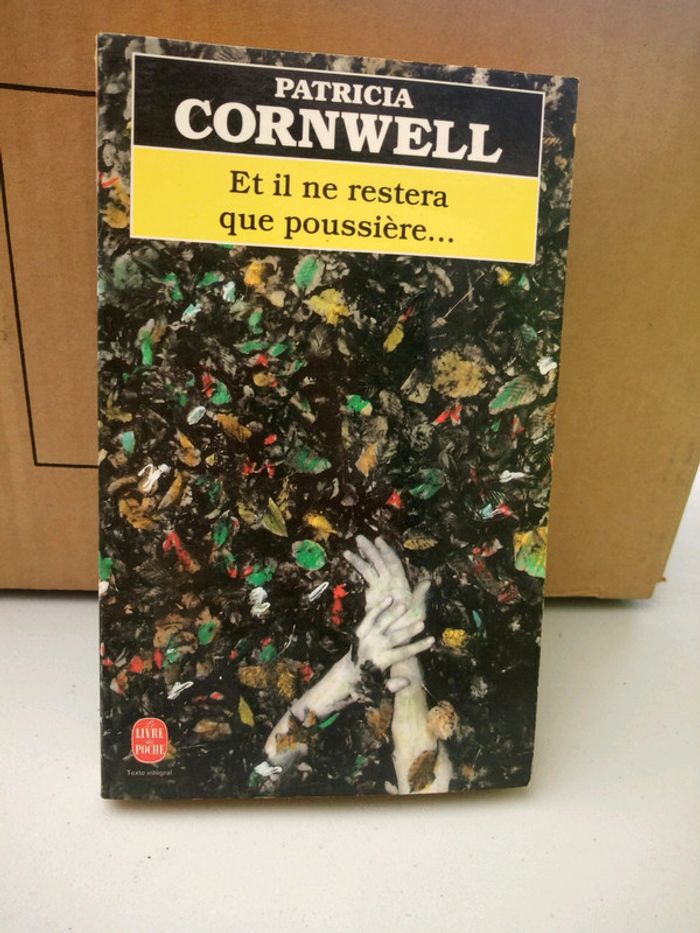 PATRICIA
CORNWELL
Et il ne restera
que poussière...
Le
LIVRE
de
POCHE
Texte intégral